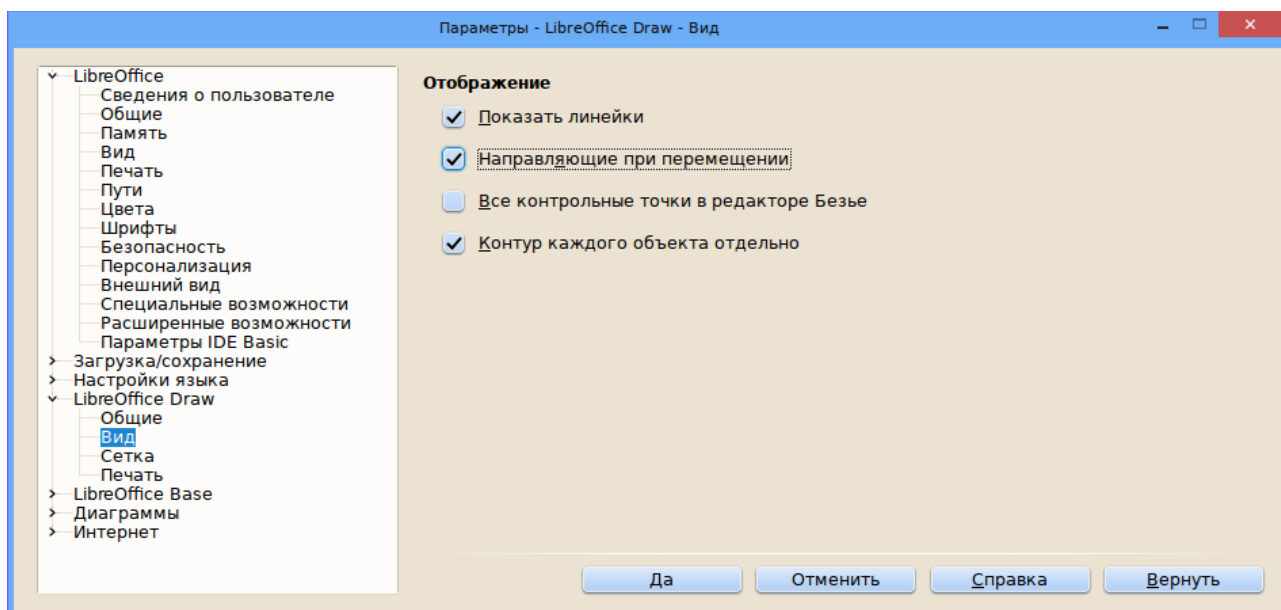 Параметры - LibreOffice Draw - Вид
LibreOffice
Сведения о пользователе
Общие
Память
Вид
Печать
Пути
Цвета
Шрифты
Безопасность
Персонализация
Внешний вид
Специальные возможности
Расширенные возможности
Параметры IDE Basic
Загрузка/сохранение
Настройки языка
LibreOffice Draw
Общие
Вид
Сетка
Печать
LibreOffice Base
Диаграммы
Интернет
Отображение
Показать линейки
Направляющие при перемещении
Все контрольные точки в редакторе Безье
Контур каждого объекта отдельно
Да Отменить Справка Вернуть